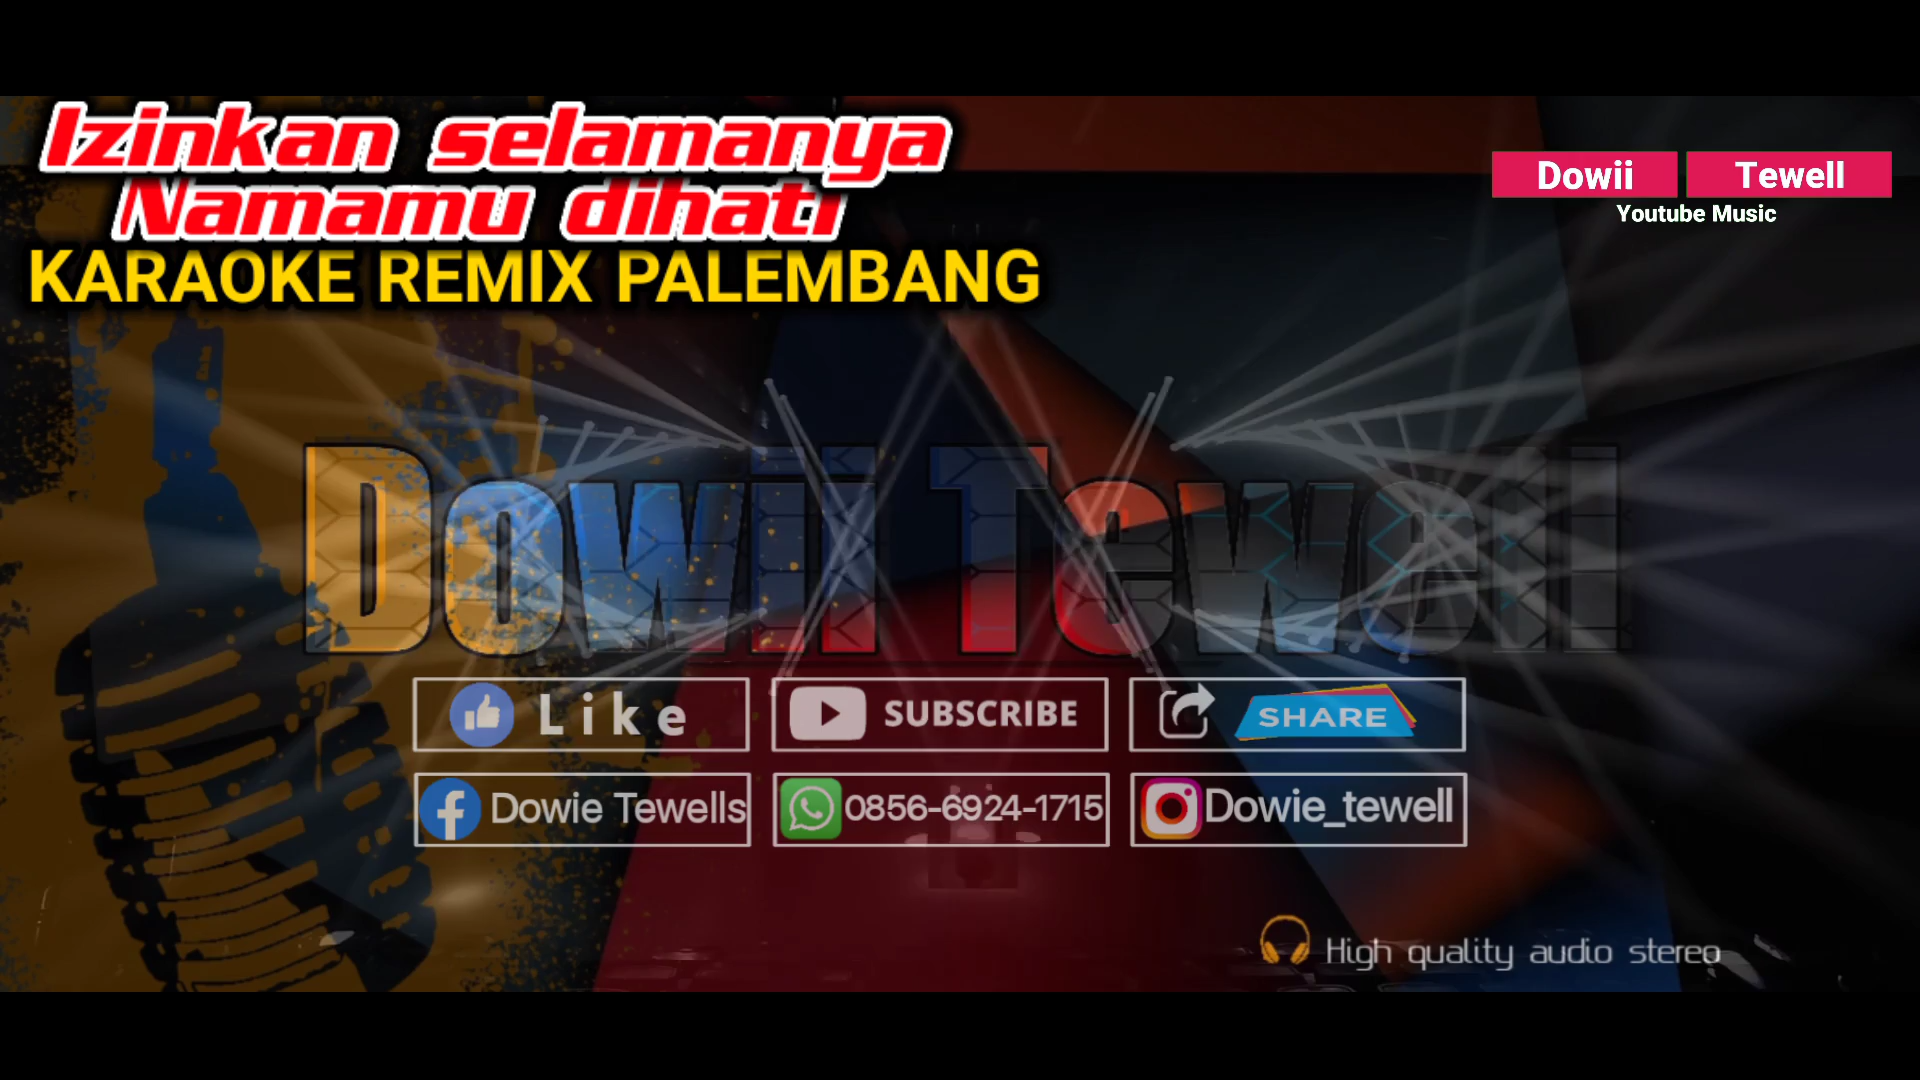 Izinkan selamanya
Namamu dihati
KARAOKE REMIX PALEMBANG
Dowii Tewell
Youtube Music
Dowii Tewell
Like
SUBSCRIBE
SHARE
Dowie Tewells
0856-6924-1715
Dowie_tewell
High quality audio stereo